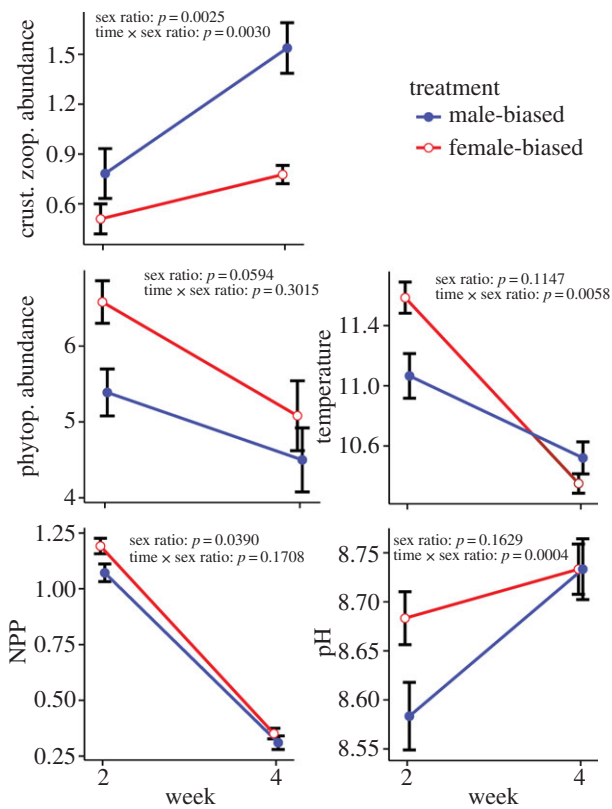 sex ratio: p = 0.0025
time × sex ratio: p = 0.0030
crust. zoop. abundance
1.5
0.9
0.6
treatment
male-biased
female-biased
sex ratio: p = 0.0594
time × sex ratio: p = 0.3015
phytop. abundance
6
5
4
sex ratio: p = 0.1147
time × sex ratio: p = 0.0058
temperature
11.4
11.0
10.6
sex ratio: p = 0.0390
time × sex ratio: p = 0.1708
NPP
1.25
1.00
0.75
0.50
0.25
2
4
week
sex ratio: p = 0.1629
time × sex ratio: p = 0.0004
pH
8.75
8.70
8.65
8.55
2
4
week